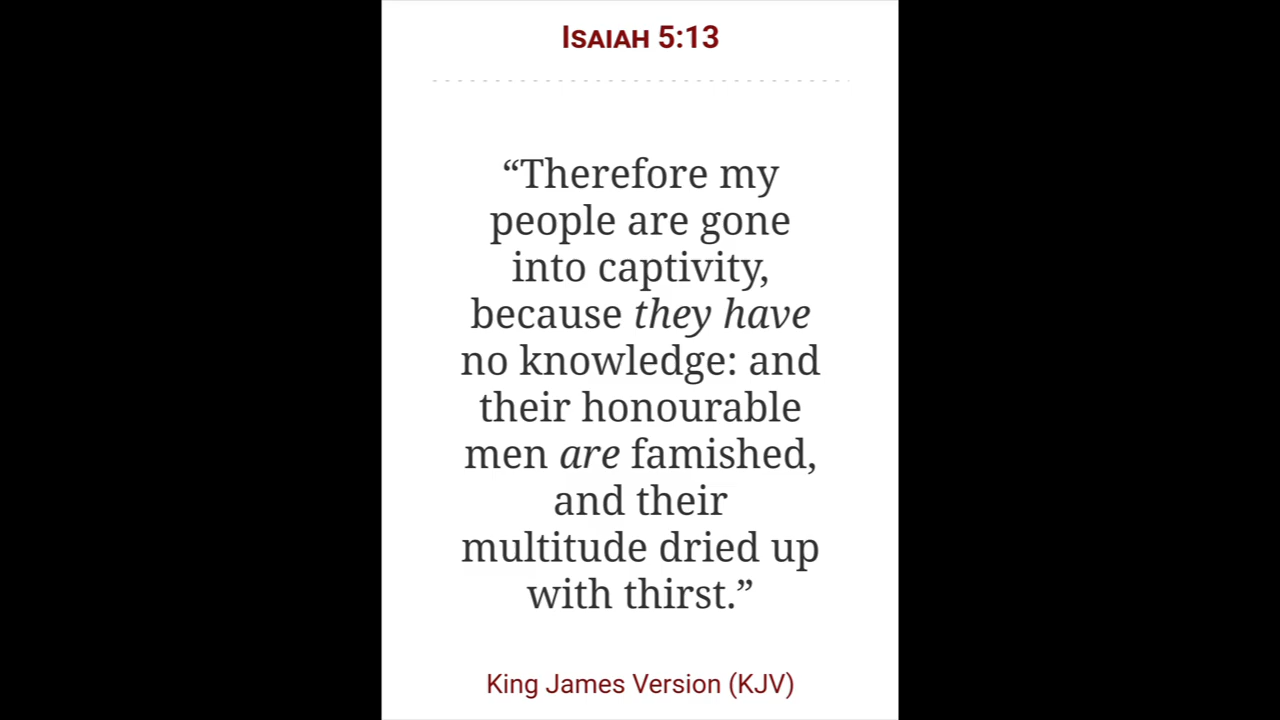 Isaiah 5:13
“Therefore my
people are gone
into captivity,
because they have
no knowledge: and
their honourable
men are famished,
and their
multitude dried up
with thirst.”
King James Version (KJV)